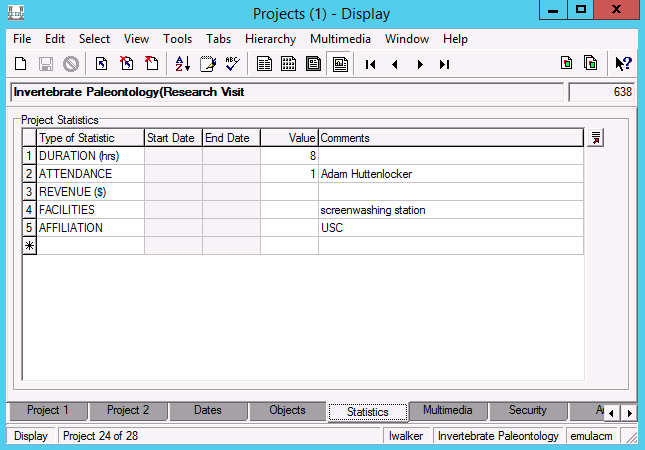 Projects (1) - Display
File Edit Select View Tools Tabs Hierarchy Multimedia Window Help
Invertebrate Paleontology(Research Visit 638
Project Statistics
Type of Statistic Start Date End Date Value Comments
1 DURATION (hrs) 8
2 ATTENDANCE 1 Adam Huttenlocker
3 REVENUE ($)
4 FACILITIES screenwashing station
5 AFFILIATION USC
Project 1 Project 2 Dates Objects Statistics Multimedia Security
Display Project 24 of 28 lwalker Invertebrate Paleontology emulacm